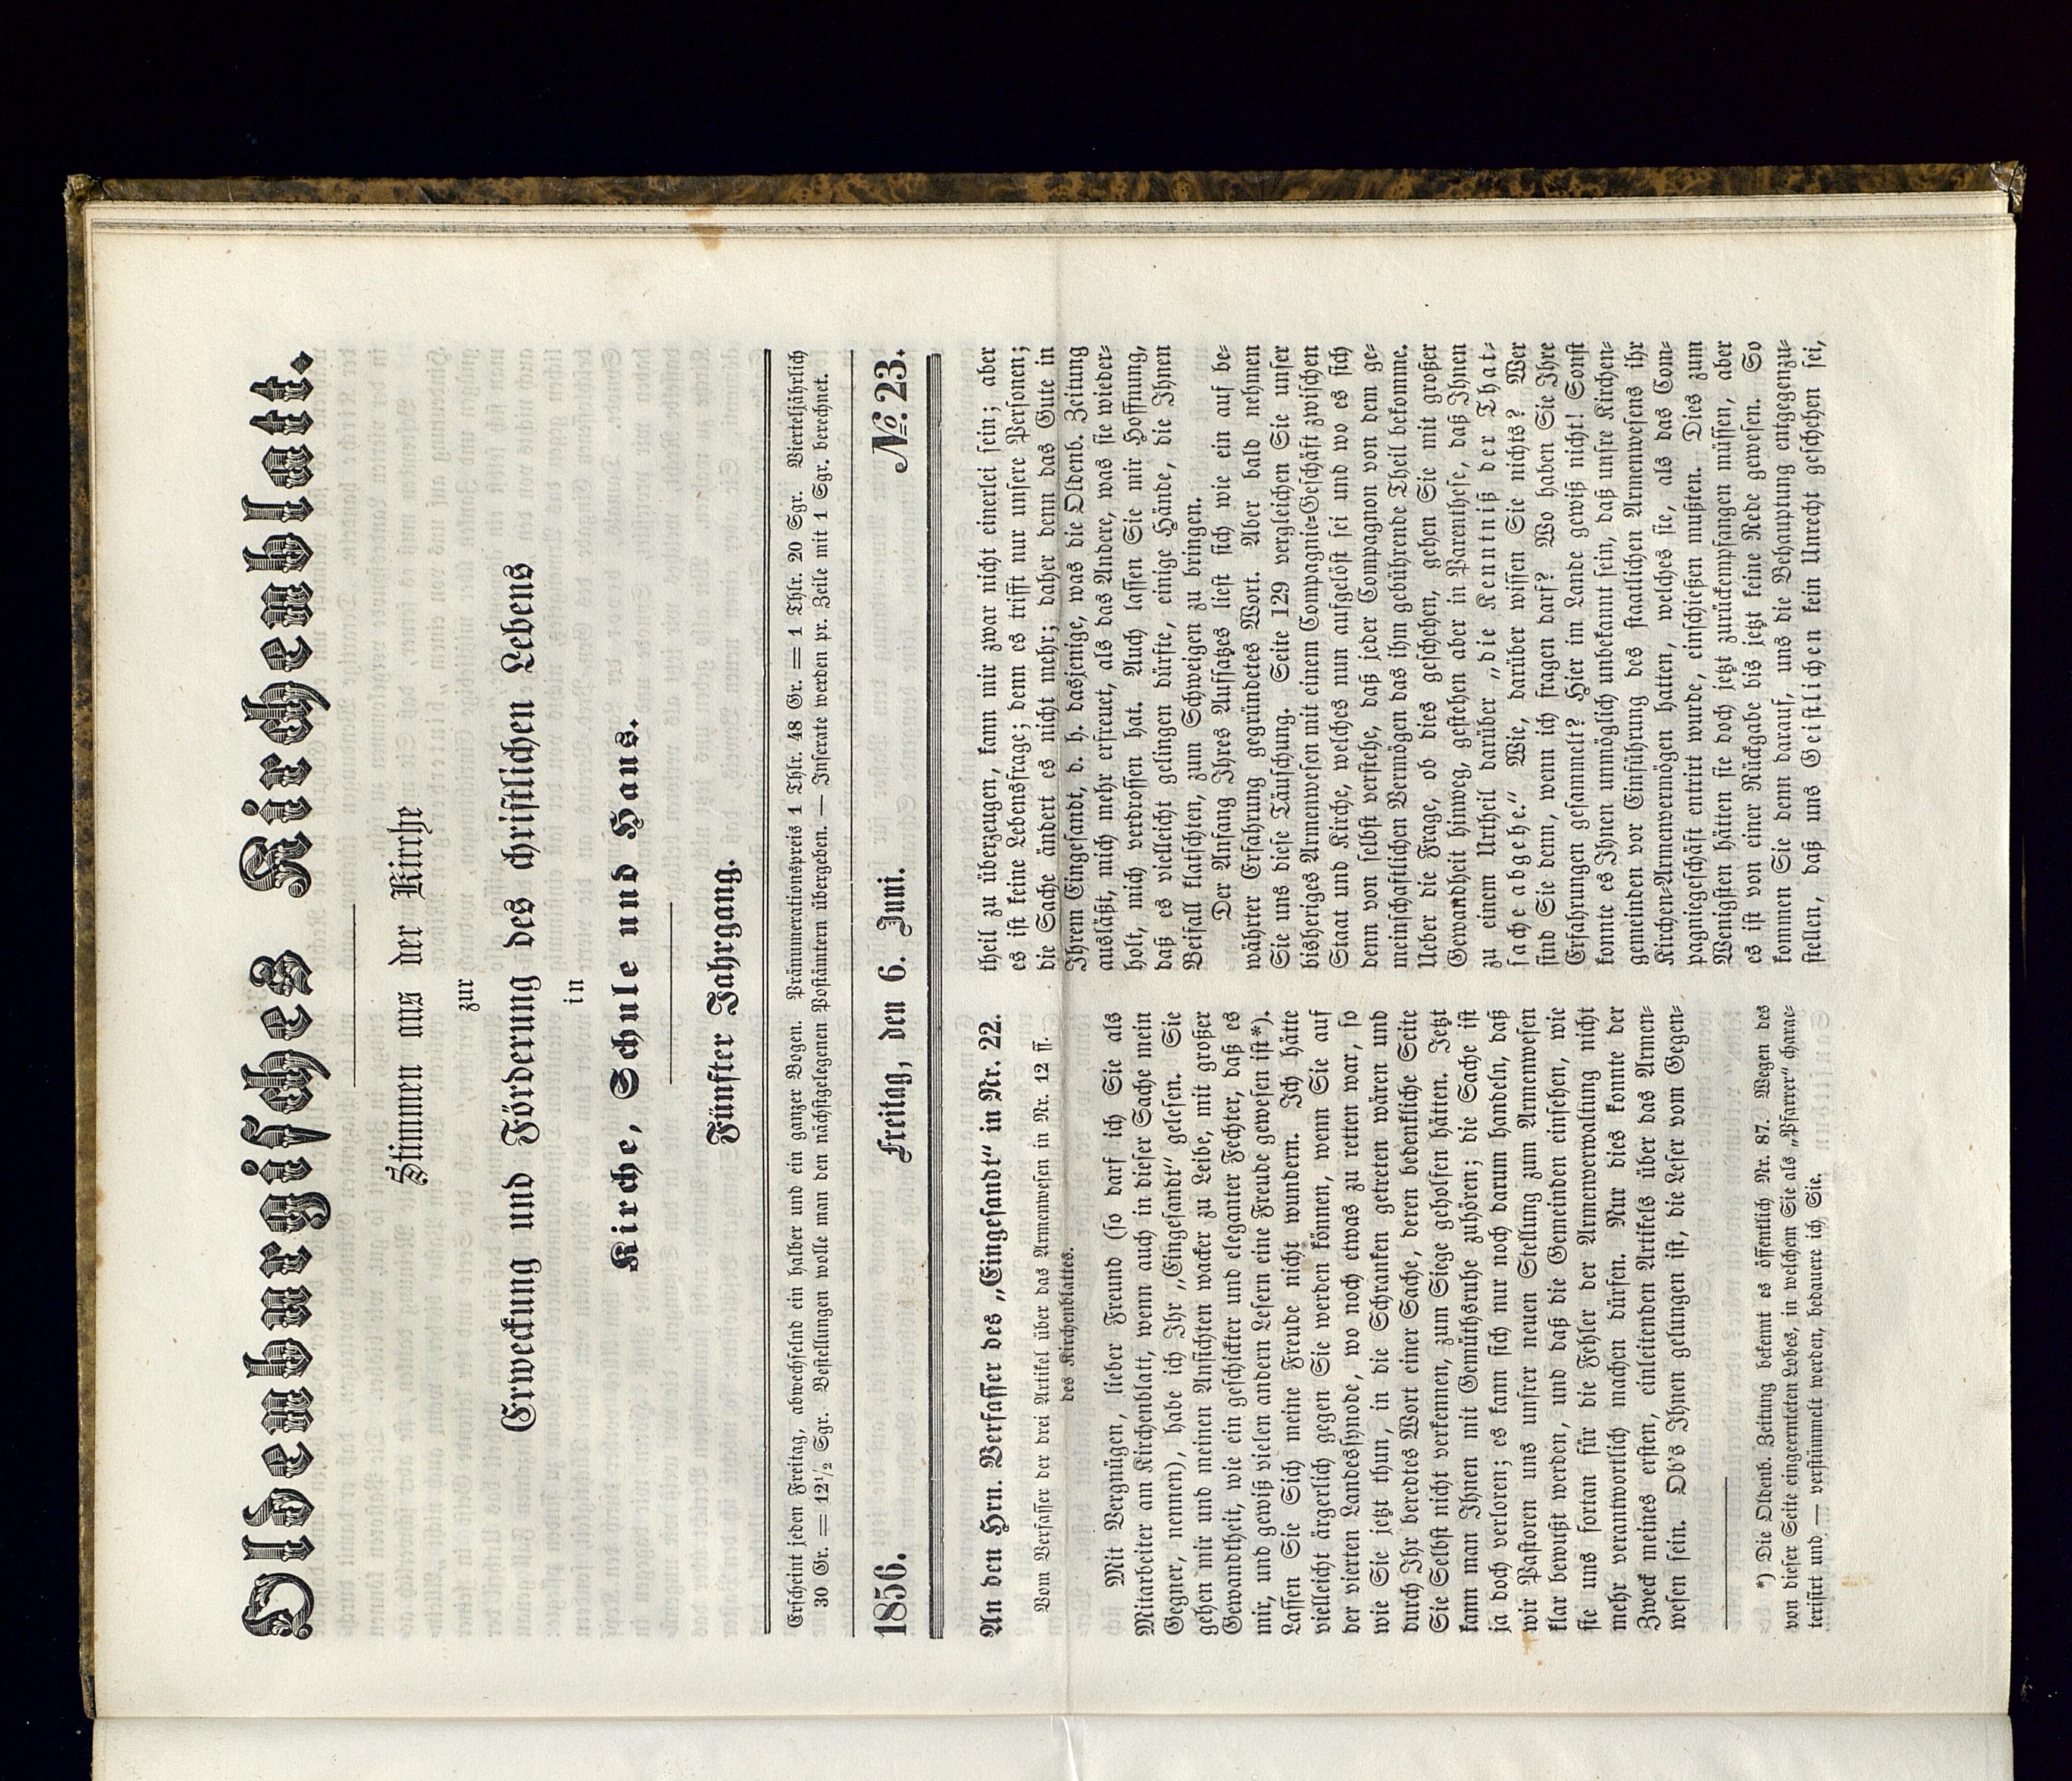 Oldenburgisches Kirchenblatt.
Stimmen aus der Kirche
zur
Erweckung und Förderung des christlichen Lebens
in
Kirche, Schule und Haus.
Fünfter Jahrgang.
Erscheint jeden Freitag, abwechselnd ein halber und ein ganzer Bogen. Pränumerationspreis 1 Thlr. 48 Gr. = 1 Thlr. 20 Sgr. Vierteljährlich
30 Gr. = 12½ Sgr. Bestellungen wolle man den nächstgelegenen Postämtern übergeben. — Inserate werden pr. Zeile mit 1 Sgr. berechnet.
1856. Freitag, den 6. Juni. No. 23.
An den Hrn. Verfasser des „Eingesandt“ in Nr. 22.
Vom Verfasser der drei Artikel über das Armenwesen in Nr. 12 ff.
des Kirchenblattes.
Mit Vergnügen, lieber Freund (so darf ich Sie als
Mitarbeiter am Kirchenblatt, wenn auch in dieser Sache mein
Gegner, nennen), habe ich Ihr „Eingesandt“ gelesen. Sie
gehen mir und meinen Ansichten wacker zu Leibe, mit großer
Gewandtheit, wie ein geschickter und eleganter Fechter, daß es
mir, und gewiß vielen andern Lesern eine Freude gewesen ist*).
Lassen Sie Sich meine Freude nicht wundern. Ich hätte
vielleicht ärgerlich gegen Sie werden können, wenn Sie auf
der vierten Landessynode, wo noch etwas zu retten war, so
wie Sie jetzt thun, in die Schranken getreten wären und
durch Ihr beredtes Wort einer Sache, deren bedenkliche Seite
Sie Selbst nicht verkennen, zum Siege geholfen hätten. Jetzt
kann man Ihnen mit Gemüthsruhe zuhören; die Sache ist
ja doch verloren; es kann sich nur noch darum handeln, daß
wir Pastoren uns unsrer neuen Stellung zum Armenwesen
klar bewußt werden, und daß die Gemeinden einsehen, wie
sie uns fortan für die Fehler der Armenverwaltung nicht
mehr verantwortlich machen dürfen. Nur dies konnte der
Zweck meines ersten, einleitenden Artikels über das Armen-
wesen sein. Ob's Ihnen gelungen ist, die Leser vom Gegen-
*) Die Oldenb. Zeitung bekennt es öffentlich Nr. 87. Wegen des
von dieser Seite eingeernteten Lobes, in welchem Sie als „Pfarrer“ charac-
terisirt und — verstümmelt werden, bedaure ich Sie.
theil zu überzeugen, kann mir zwar nicht einerlei sein; aber
es ist keine Lebensfrage; denn es trifft nur unsere Personen;
die Sache ändert es nicht mehr; daher denn das Gute in
Ihrem Eingesandt, d. h. dasjenige, was die Oldenb. Zeitung
ausläßt, mich mehr erfreuet, als das Andere, was sie wieder-
holt, mich verdrossen hat. Auch lassen Sie mir Hoffnung,
daß es vielleicht gelingen dürfte, einige Hände, die Ihnen
Beifall klatschten, zum Schweigen zu bringen.
Der Anfang Ihres Aufsatzes liest sich wie ein auf be-
währter Erfahrung gegründetes Wort. Aber bald nehmen
Sie uns diese Täuschung. Seite 129 vergleichen Sie unser
bisheriges Armenwesen mit einem Compagnie-Geschäft zwischen
Staat und Kirche, welches nun aufgelöst sei und wo es sich
denn von selbst verstehe, daß jeder Compagnon von dem ge-
meinschaftlichen Vermögen das ihm gebührende Theil bekomme.
Ueber die Frage, ob dies geschehen, gehen Sie mit großer
Gewandheit hinweg, gestehen aber in Parenthese, daß Ihnen
zu einem Urtheil darüber „die Kenntniß der That-
sache abgehe.“ Wie, darüber wissen Sie nichts? Wer
sind Sie denn, wenn ich fragen darf? Wo haben Sie Ihre
Erfahrungen gesammelt? Hier im Lande gewiß nicht! Sonst
konnte es Ihnen unmöglich unbekannt sein, daß unsre Kirchen-
gemeinden vor Einführung des staatlichen Armenwesens ihr
Kirchen-Armenvermögen hatten, welches sie, als das Com-
pagniegeschäft entrirt wurde, einschießen mußten. Dies zum
Wenigsten hätten sie doch jetzt zurückempfangen müssen, aber
es ist von einer Rückgabe bis jetzt keine Rede gewesen. So
kommen Sie denn darauf, uns die Behauptung entgegenzu-
stellen, daß uns Geistlichen kein Unrecht geschehen sei,